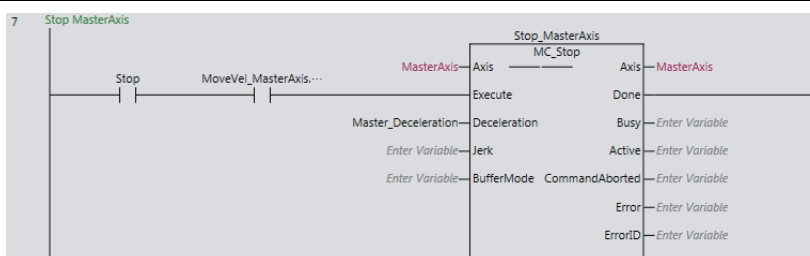 7 Stop MasterAxis
Stop_MasterAxis
MC_Stop
MasterAxis Axis Axis MasterAxis
Stop MoveVel_MasterAxis.…
Execute Done
Master_Deceleration Deceleration Busy Enter Variable
Enter Variable Jerk Active Enter Variable
Enter Variable BufferMode CommandAborted Enter Variable
Error Enter Variable
ErrorID Enter Variable